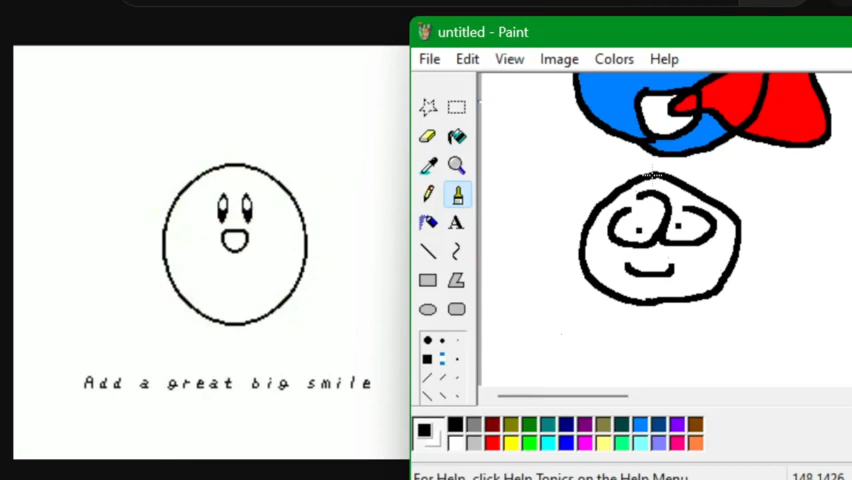 untitled - Paint
File Edit View Image Colors Help
A
Add a great big smile
For Help, click Help Topics on the Help Menu.
148,1426